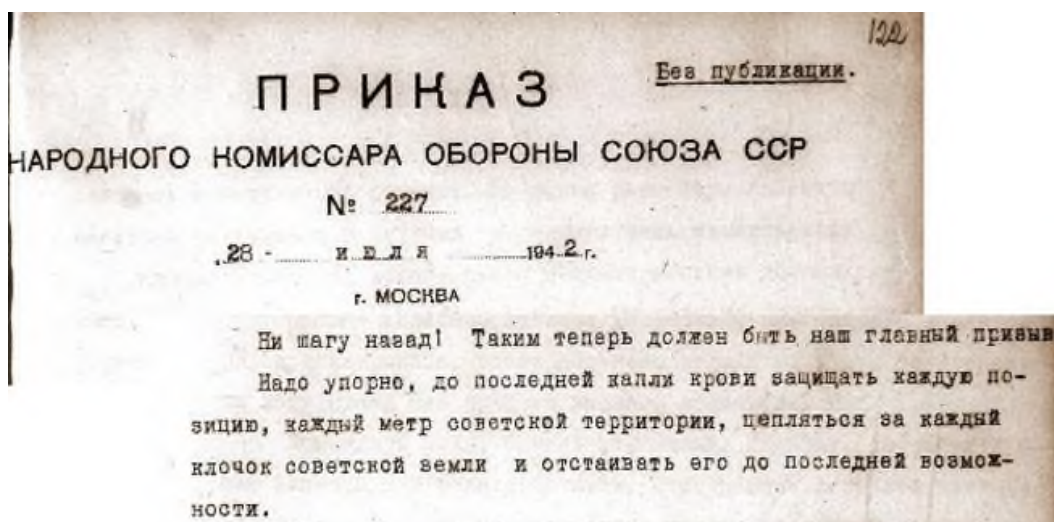 122
Без публикации.
ПРИКАЗ
НАРОДНОГО КОМИССАРА ОБОРОНЫ СОЮЗА ССР
№ 227
28 - июля 1942 г.
г. МОСКВА
Ни шагу назад! Таким теперь должен быть наш главный призыв
Надо упорно, до последней капли крови защищать каждую по-
зицию, каждый метр советской территории, цепляться за каждый
клочок советской земли и отстаивать его до последней возмож-
ности.